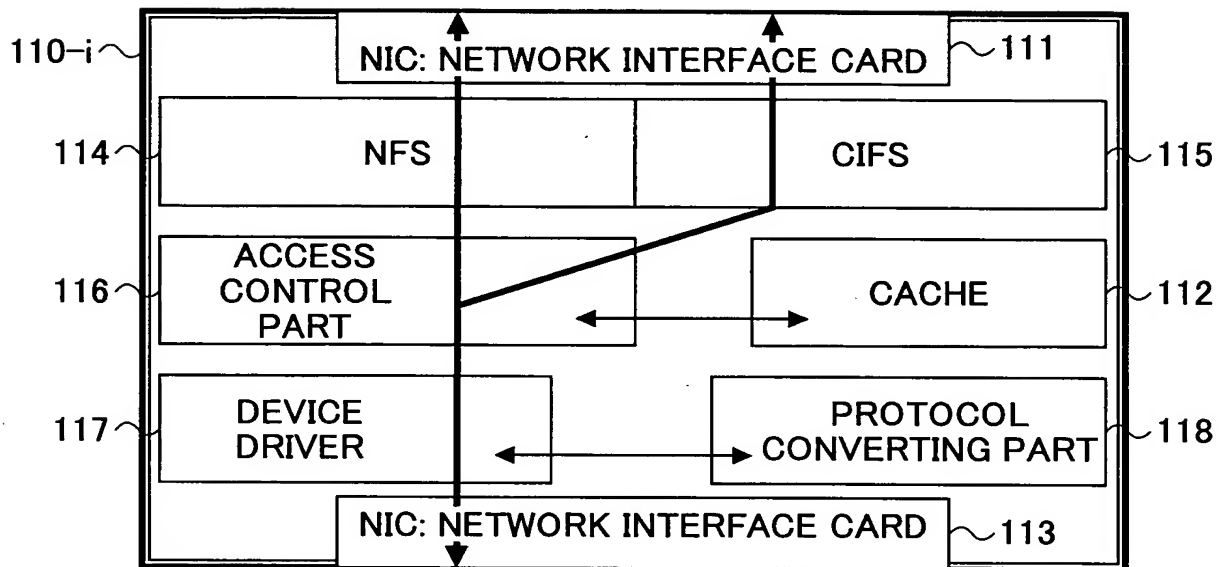 110-i
NIC: NETWORK INTERFACE CARD
111
114
NFS
CIFS
115
116
ACCESS
CONTROL
PART
CACHE
112
117
DEVICE
DRIVER
PROTOCOL
CONVERTING PART
118
NIC: NETWORK INTERFACE CARD
113